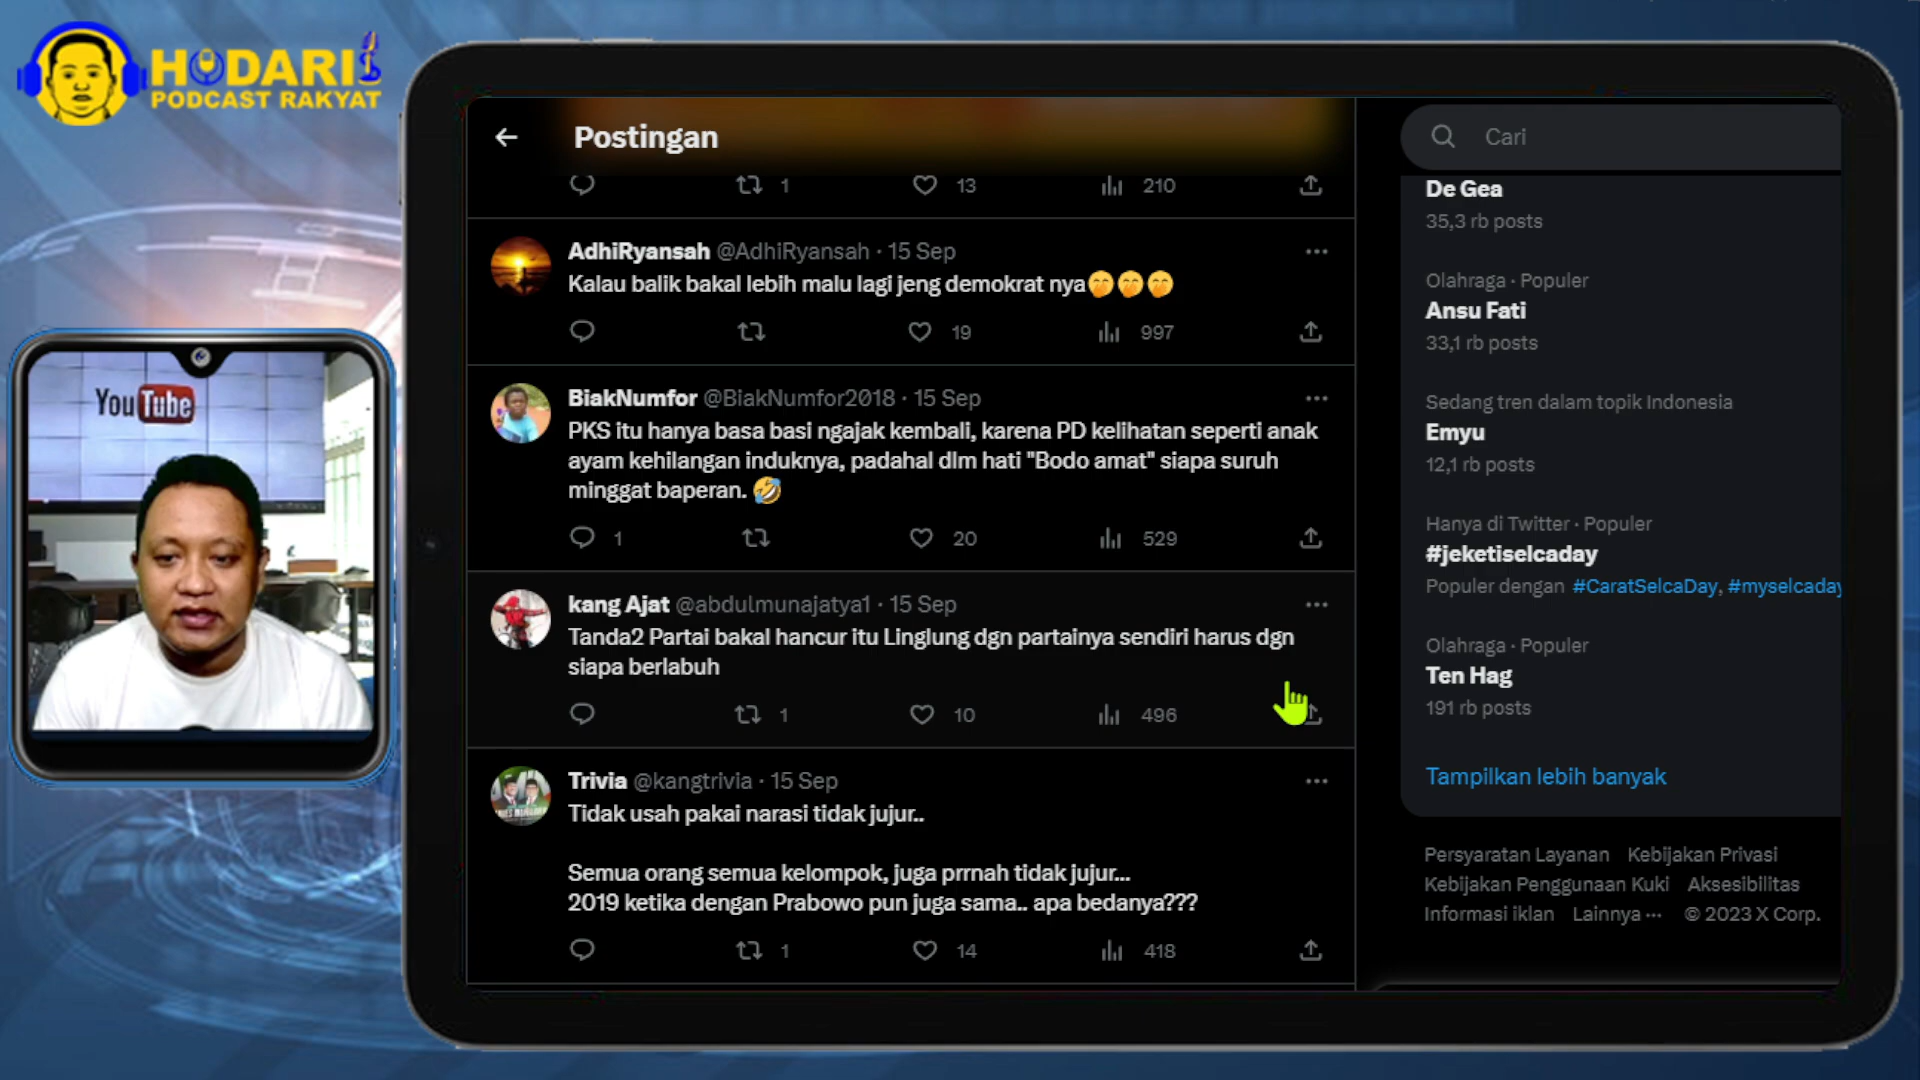 HODARI
PODCAST RAKYAT
YouTube
Postingan
1 13 210
AdhiRyansah @AdhiRyansah · 15 Sep
Kalau balik bakal lebih malu lagi jeng demokrat nya🤭🤭🤭
19 997
BiakNumfor @BiakNumfor2018 · 15 Sep
PKS itu hanya basa basi ngajak kembali, karena PD kelihatan seperti anak
ayam kehilangan induknya, padahal dlm hati "Bodo amat" siapa suruh
minggat baperan. 🤣
1 20 529
kang Ajat @abdulmunajatya1 · 15 Sep
Tanda2 Partai bakal hancur itu Linglung dgn partainya sendiri harus dgn
siapa berlabuh
1 10 496
Trivia @kangtrivia · 15 Sep
Tidak usah pakai narasi tidak jujur..
Semua orang semua kelompok, juga prrnah tidak jujur...
2019 ketika dengan Prabowo pun juga sama.. apa bedanya???
1 14 418
Cari
De Gea
35,3 rb posts
Olahraga · Populer
Ansu Fati
33,1 rb posts
Sedang tren dalam topik Indonesia
Emyu
12,1 rb posts
Hanya di Twitter · Populer
#jeketiselcaday
Populer dengan #CaratSelcaDay, #myselcaday
Olahraga · Populer
Ten Hag
191 rb posts
Tampilkan lebih banyak
Persyaratan Layanan Kebijakan Privasi
Kebijakan Penggunaan Kuki Aksesibilitas
Informasi iklan Lainnya ··· © 2023 X Corp.